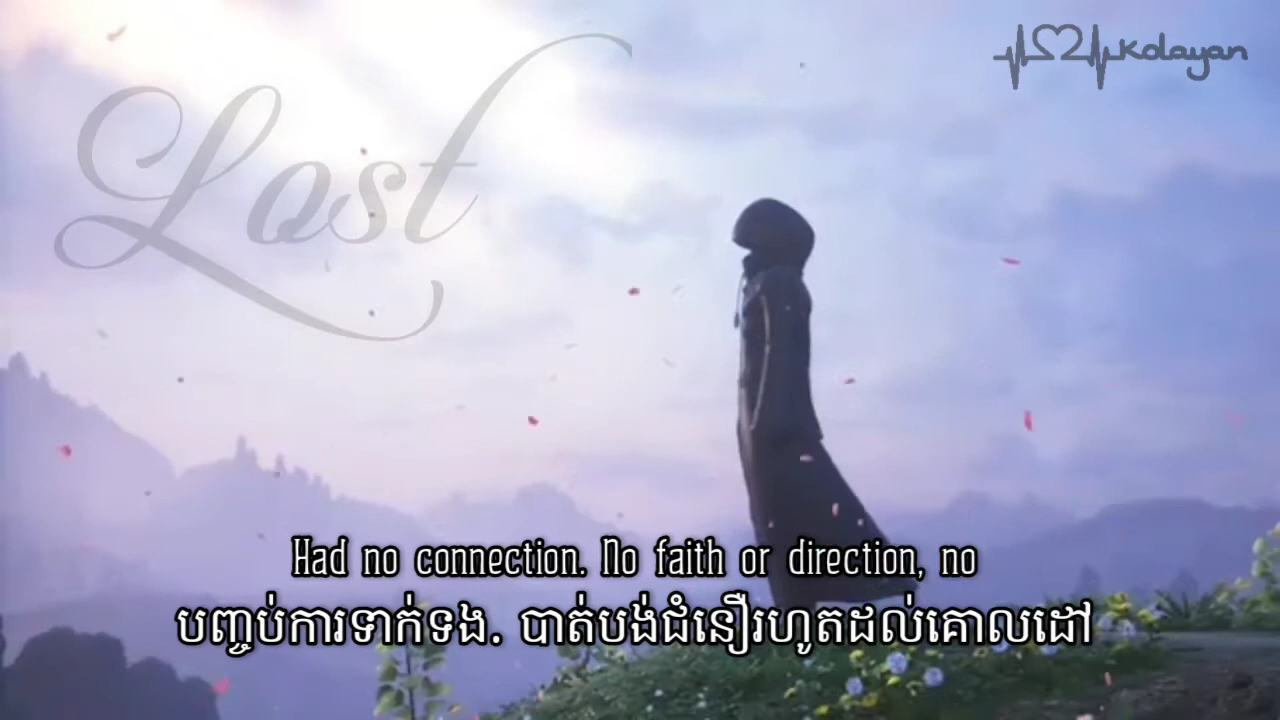 Lost
Kolayan
Had no connection. No faith or direction, no
បញ្ចប់ការទាក់ទង. បាត់បង់ជំនឿរហូតដល់គោលដៅ